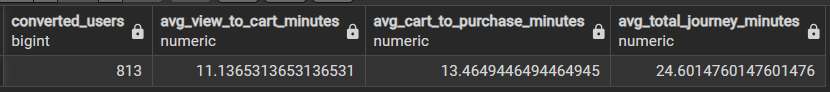 converted_users avg_view_to_cart_minutes avg_cart_to_purchase_minutes avg_total_journey_minutes
bigint numeric numeric numeric
813 11.1365313653136531 13.4649446494464945 24.6014760147601476